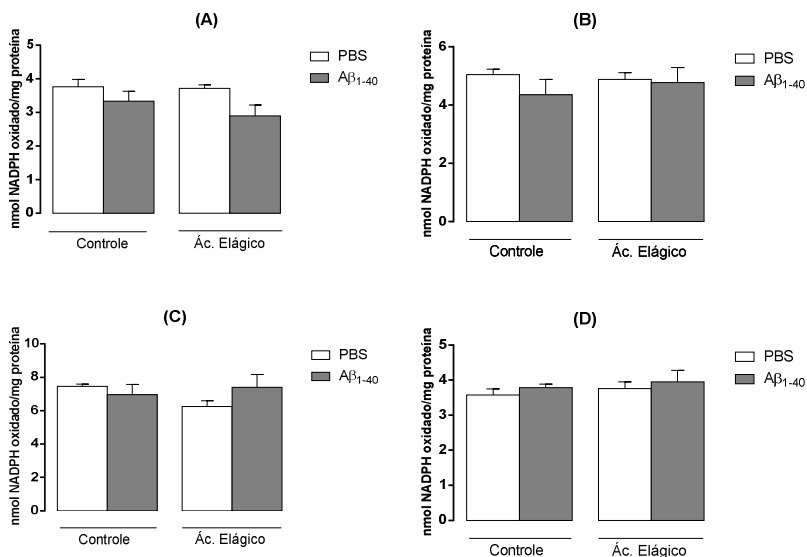 (A)
nmol NADPH oxidado/mg proteína
5
4
3
2
1
0
PBS
Aβ1-40
Controle
Ác. Elágico
(B)
nmol NADPH oxidado/mg proteína
6
4
2
0
PBS
Aβ1-40
Controle
Ác. Elágico
(C)
nmol NADPH oxidado/mg proteína
10
8
6
4
2
0
PBS
Aβ1-40
Controle
Ác. Elágico
(D)
nmol NADPH oxidado/mg proteína
5
4
3
2
1
0
PBS
Aβ1-40
Controle
Ác. Elágico